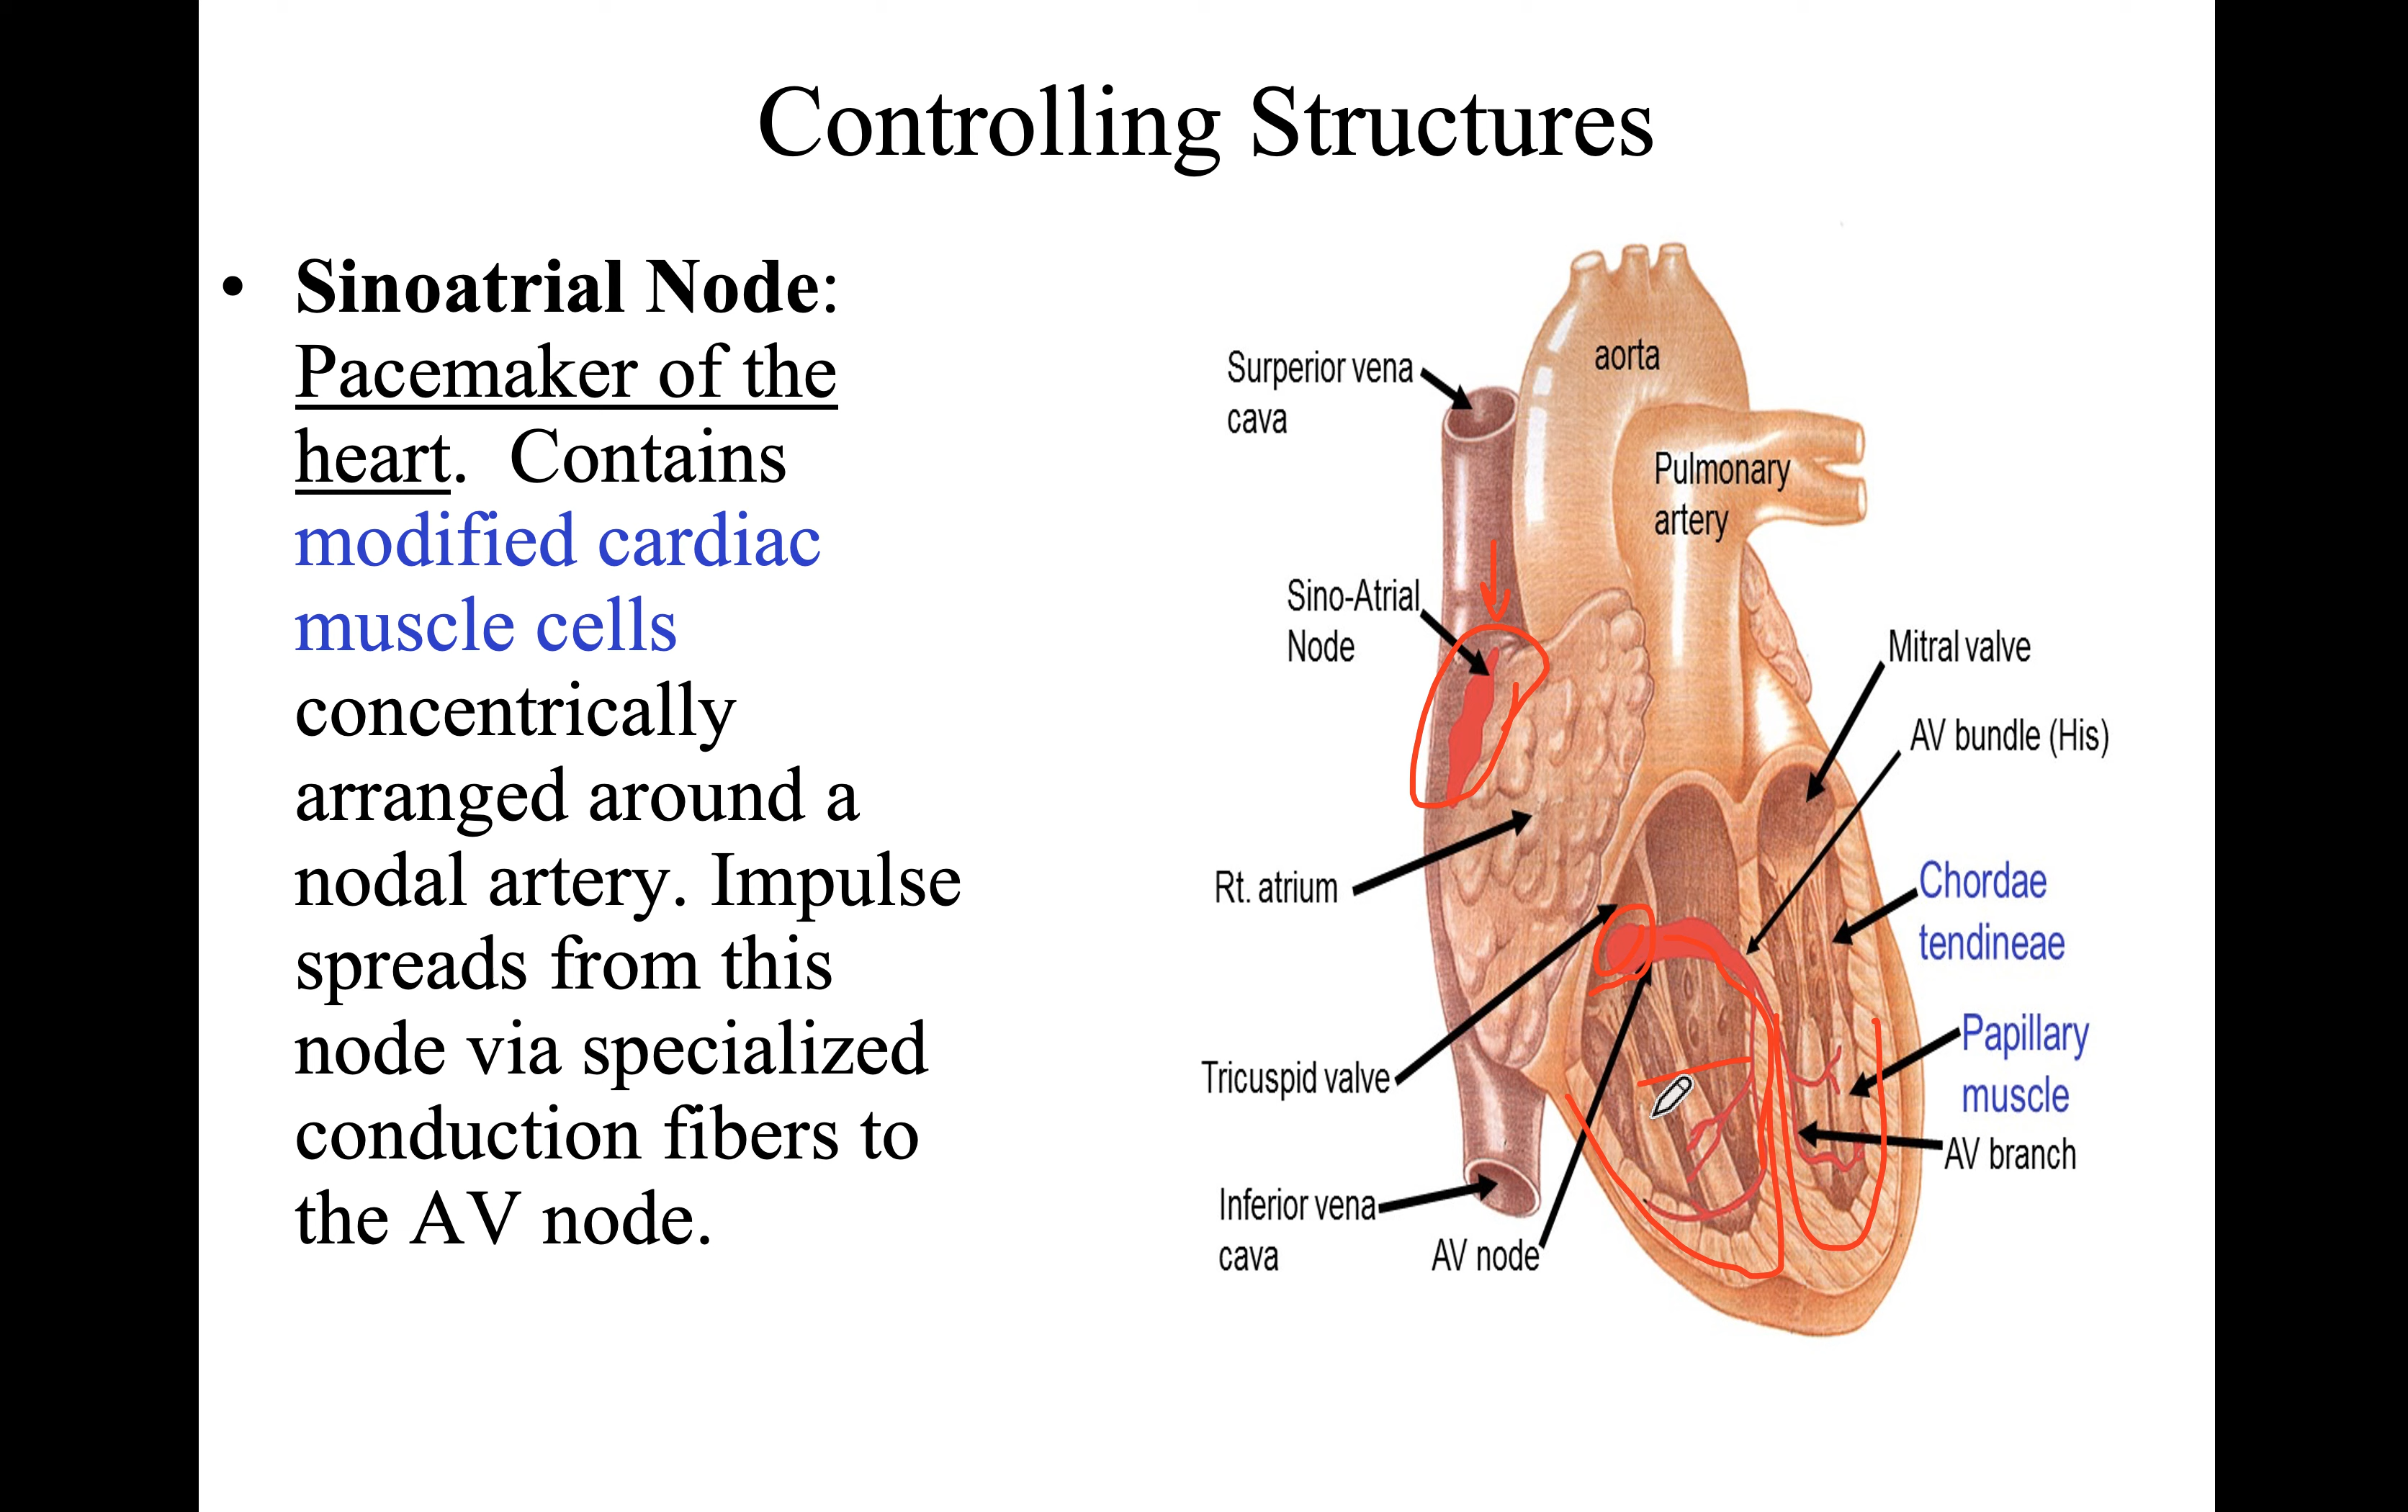 Controlling Structures
• Sinoatrial Node:
Pacemaker of the
heart. Contains
modified cardiac
muscle cells
concentrically
arranged around a
nodal artery. Impulse
spreads from this
node via specialized
conduction fibers to
the AV node.
aorta
Surperior vena
cava
Pulmonary
artery
Sino-Atrial
Node
Mitral valve
AV bundle (His)
Rt. atrium
Chordae
tendineae
Tricuspid valve
Papillary
muscle
AV branch
Inferior vena
cava
AV node